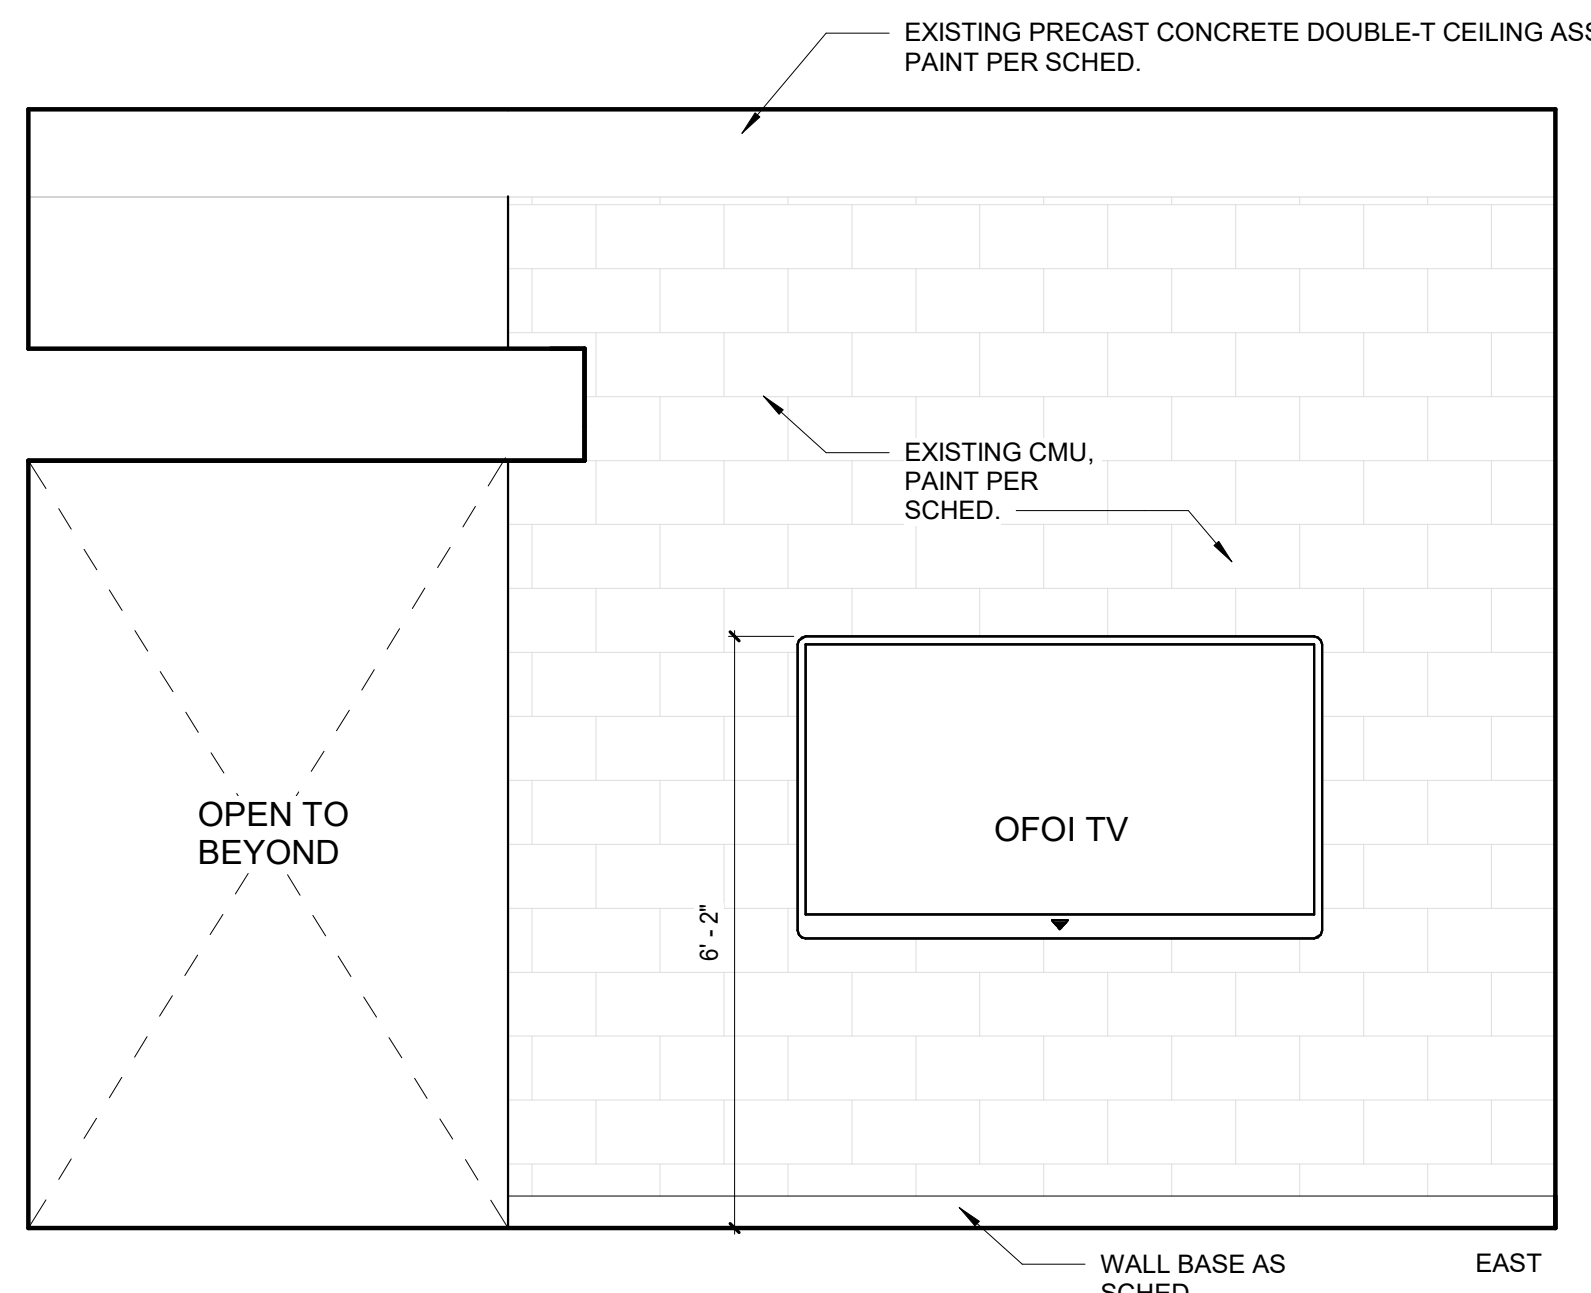 EXISTING PRECAST CONCRETE DOUBLE-T CEILING
PAINT PER SCHED.
EXISTING CMU,
PAINT PER
SCHED.
OPEN TO
BEYOND
OFOI TV
6' - 2"
WALL BASE AS
SCHED
EAST